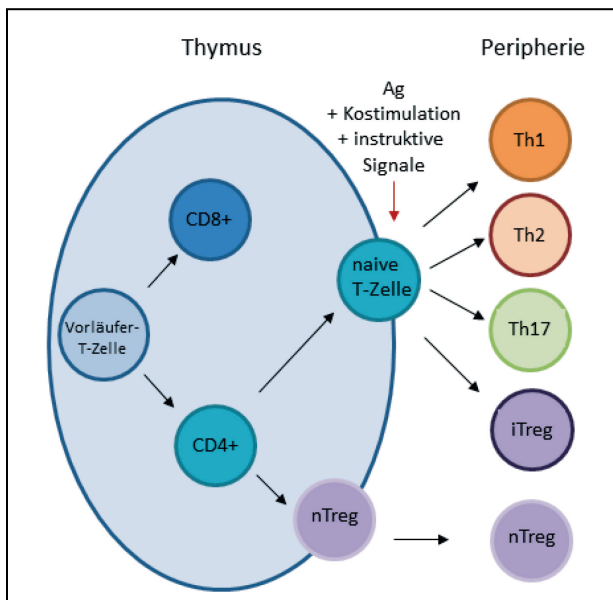 Thymus
Peripherie
Ag
+ Kostimulation
+ instruktive
Signale
Th1
CD8+
Th2
naive
T-Zelle
Vorläufer-
T-Zelle
Th17
CD4+
iTreg
nTreg
nTreg